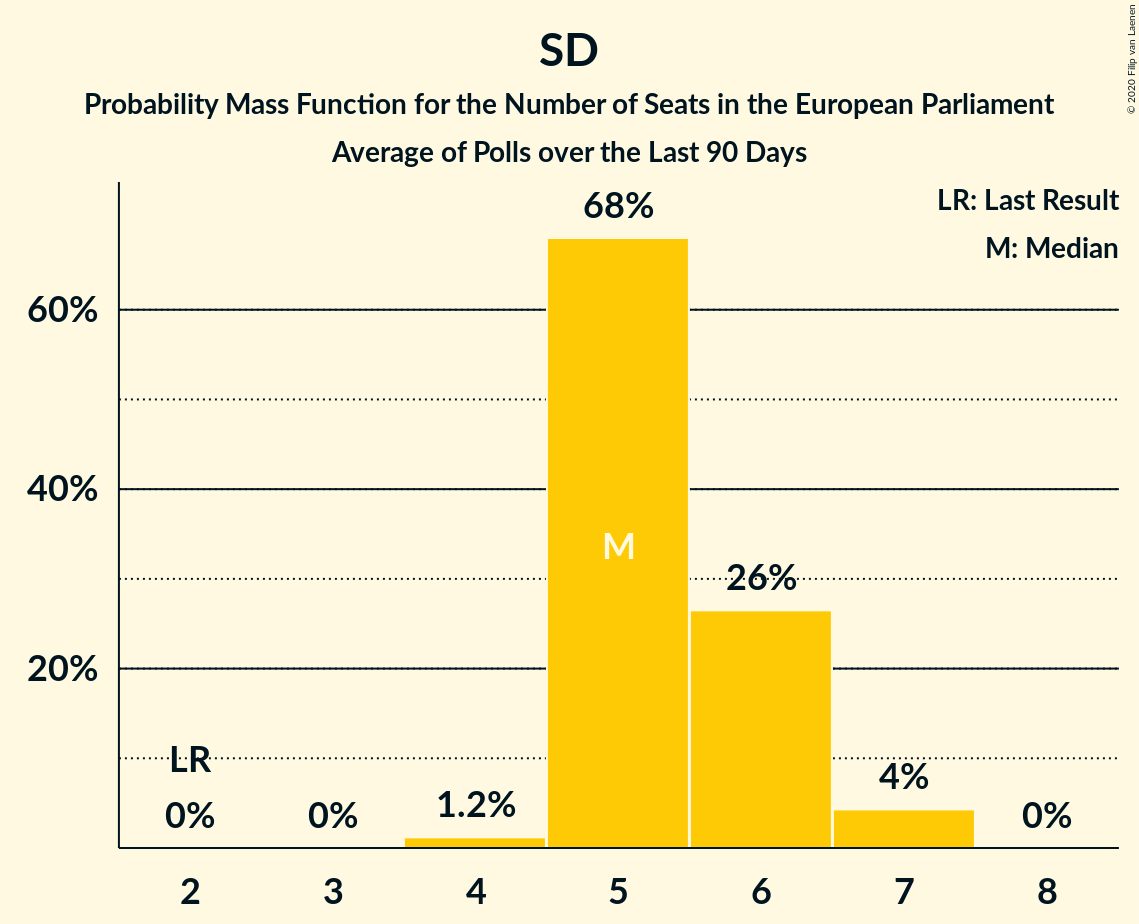 SD
Probability Mass Function for the Number of Seats in the European Parliament
Average of Polls over the Last 90 Days
© 2020 Filip van Laenen
LR: Last Result
M: Median
68%
60%
40%
M
26%
20%
LR
4%
1.2%
0%
0%
0%
2
3
4
5
6
7
8